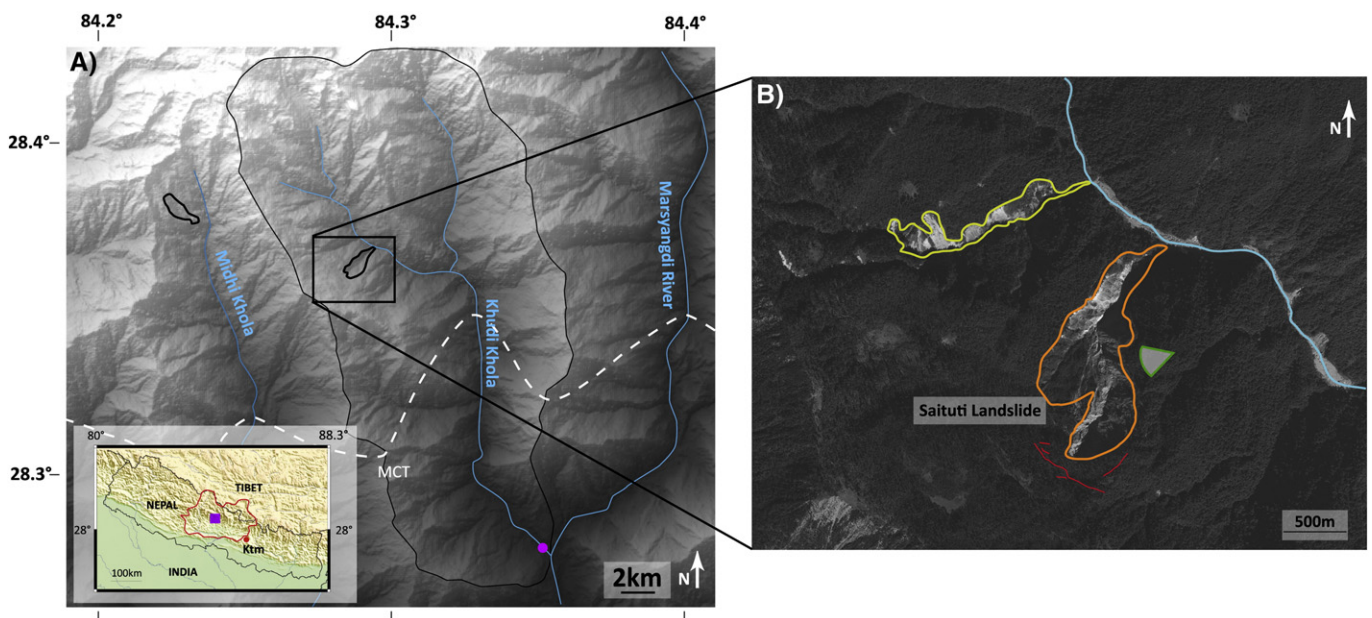 84.2°
84.3°
84.4°
A)
28.4°
28.3°
Midhi Khola
Khudi Khola
Marsyangdi River
MCT
2km
N
80°
88.3°
TIBET
NEPAL
28°
28°
Ktm
100km
INDIA
B)
N
Saituti Landslide
500m